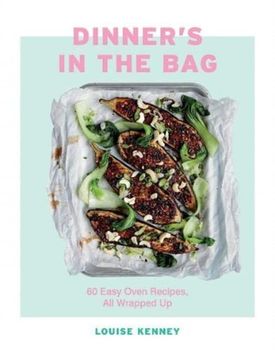 DINNER'S
IN THE BAG
60 Easy Oven Recipes,
All Wrapped Up
LOUISE KENNEY